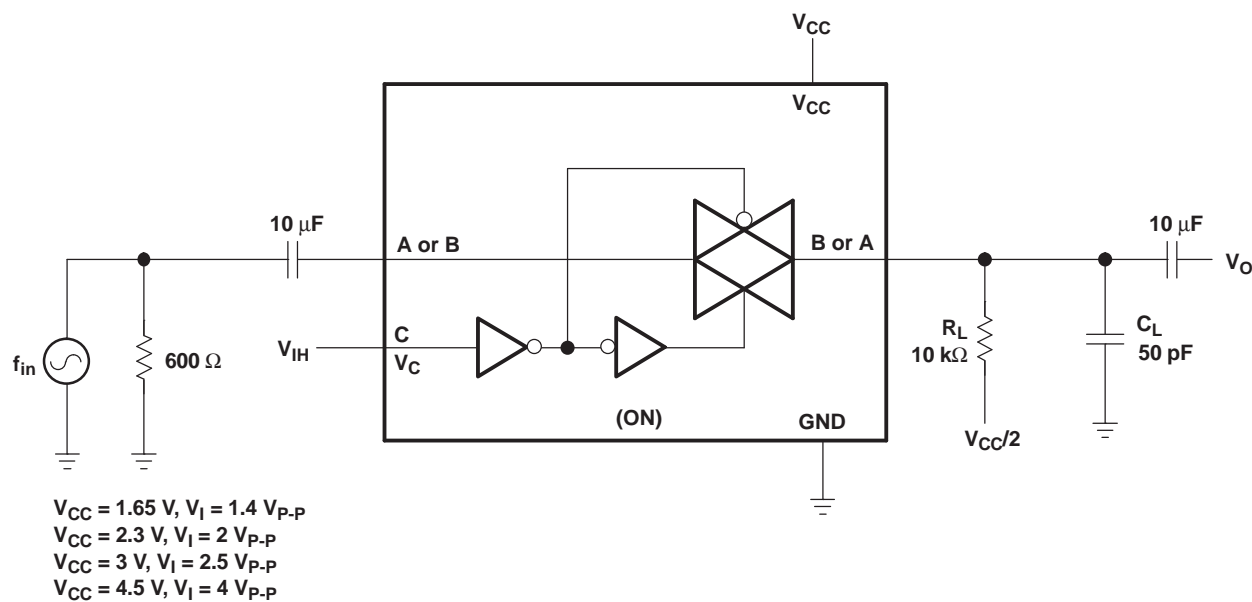 VCC
VCC
10 μF
A or B
B or A
10 μF
VO
fin
600 Ω
VIH
C
VC
RL
10 kΩ
CL
50 pF
(ON)
GND
VCC/2
VCC = 1.65 V, VI = 1.4 VP-P
VCC = 2.3 V, VI = 2 VP-P
VCC = 3 V, VI = 2.5 VP-P
VCC = 4.5 V, VI = 4 VP-P